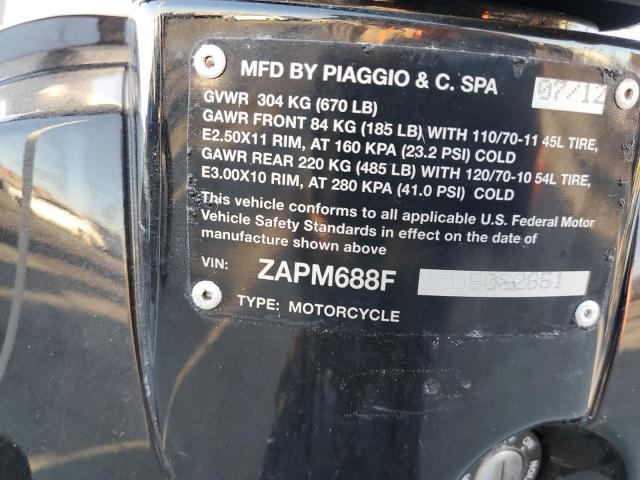 MFD BY PIAGGIO & C. SPA 07/12
GVWR 304 KG (670 LB)
GAWR FRONT 84 KG (185 LB) WITH 110/70-11 45L TIRE,
E2.50X11 RIM, AT 160 KPA (23.2 PSI) COLD
GAWR REAR 220 KG (485 LB) WITH 120/70-10 54L TIRE,
E3.00X10 RIM, AT 280 KPA (41.0 PSI) COLD
This vehicle conforms to all applicable U.S. Federal Motor
Vehicle Safety Standards in effect on the date of
manufacture shown above
VIN: ZAPM688F
TYPE: MOTORCYCLE